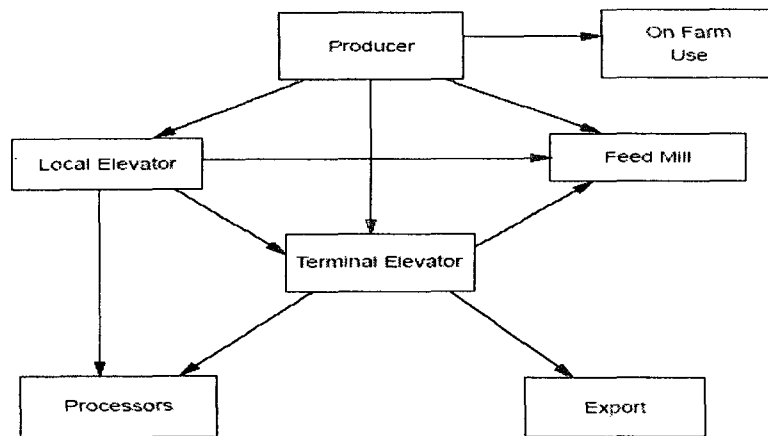 Producer
On Farm
Use
Local Elevator
Feed Mill
Terminal Elevator
Processors
Export